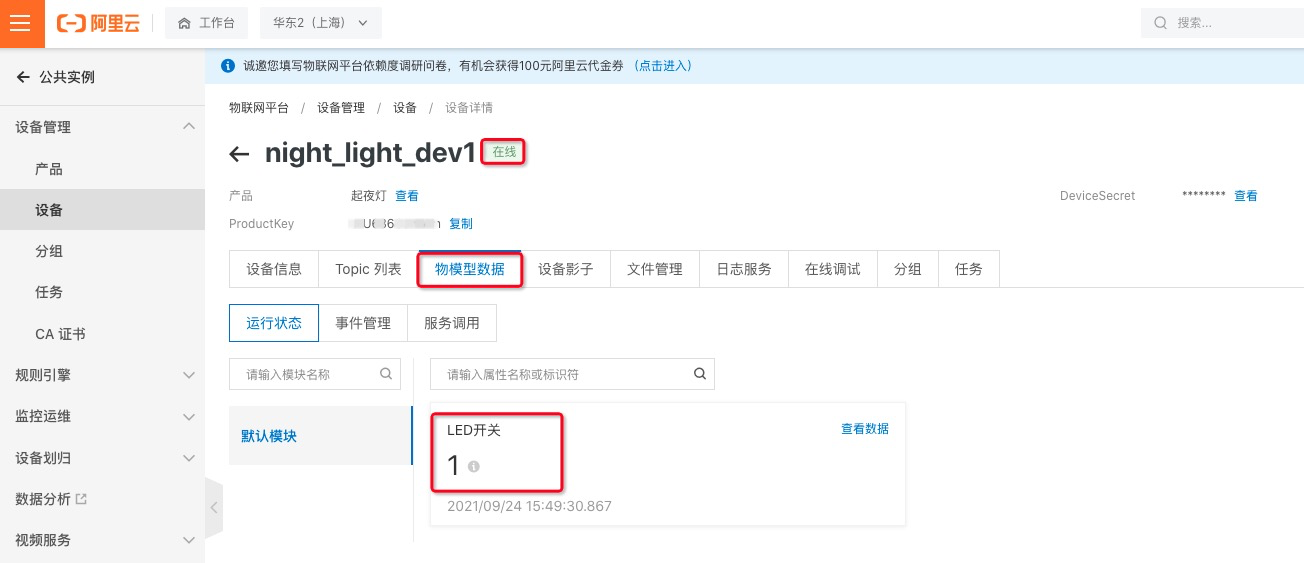 阿里云 工作台 华东2（上海） 搜索...
公共实例
诚邀您填写物联网平台依赖度调研问卷，有机会获得100元阿里云代金券 （点击进入）
物联网平台 / 设备管理 / 设备 / 设备详情
设备管理
产品
设备
分组
任务
CA 证书
规则引擎
监控运维
设备划归
数据分析
视频服务
night_light_dev1 在线
产品 起夜灯 查看
DeviceSecret ******** 查看
ProductKey 复制
设备信息 Topic 列表 物模型数据 设备影子 文件管理 日志服务 在线调试 分组 任务
运行状态 事件管理 服务调用
请输入模块名称 请输入属性名称或标识符
默认模块
LED开关 查看数据
1
2021/09/24 15:49:30.867